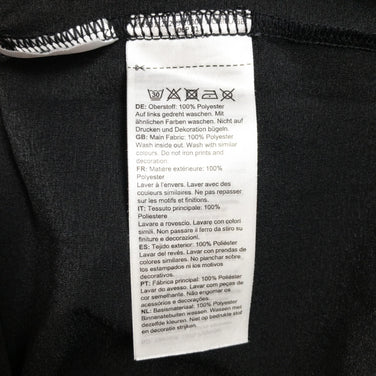 30
DE: Oberstoff: 100% Polyester
Auf links gedreht waschen. Mit
ähnlichen Farben waschen. Nicht auf
Drucken und Dekoration bügeln.
GB: Main Fabric: 100% Polyester
Wash inside out. Wash with similar
colours. Do not iron prints and
decoration
FR: Matière extérieure: 100%
Polyester
Laver à l'envers. Laver avec des
couleurs similaires. Ne pas repasser
sur les motifs et finitions.
IT: Tessuto principale: 100%
Poliestere
Lavare a rovescio. Lavare con colori
simili. Non passare il ferro da stiro su
finiture e decorazioni.
ES: Tejido exterior: 100% Poliéster
Lavar del revés. Lavar con prendas de
colores similares. No planchar
los estampados ni los motivos
decorativos.
PT: Fábrica principal: 100% Poliéster
Lavar do avesso. Lavar com peças de
cor semelhante. Não engomar os
acessórios e decorações.
NL: Basismateriaal: 100% Polyester
Binnenstebuiten wassen. Wassen met
dezelfde kleuren. Niet op bedrukking
en decoratie strijken.